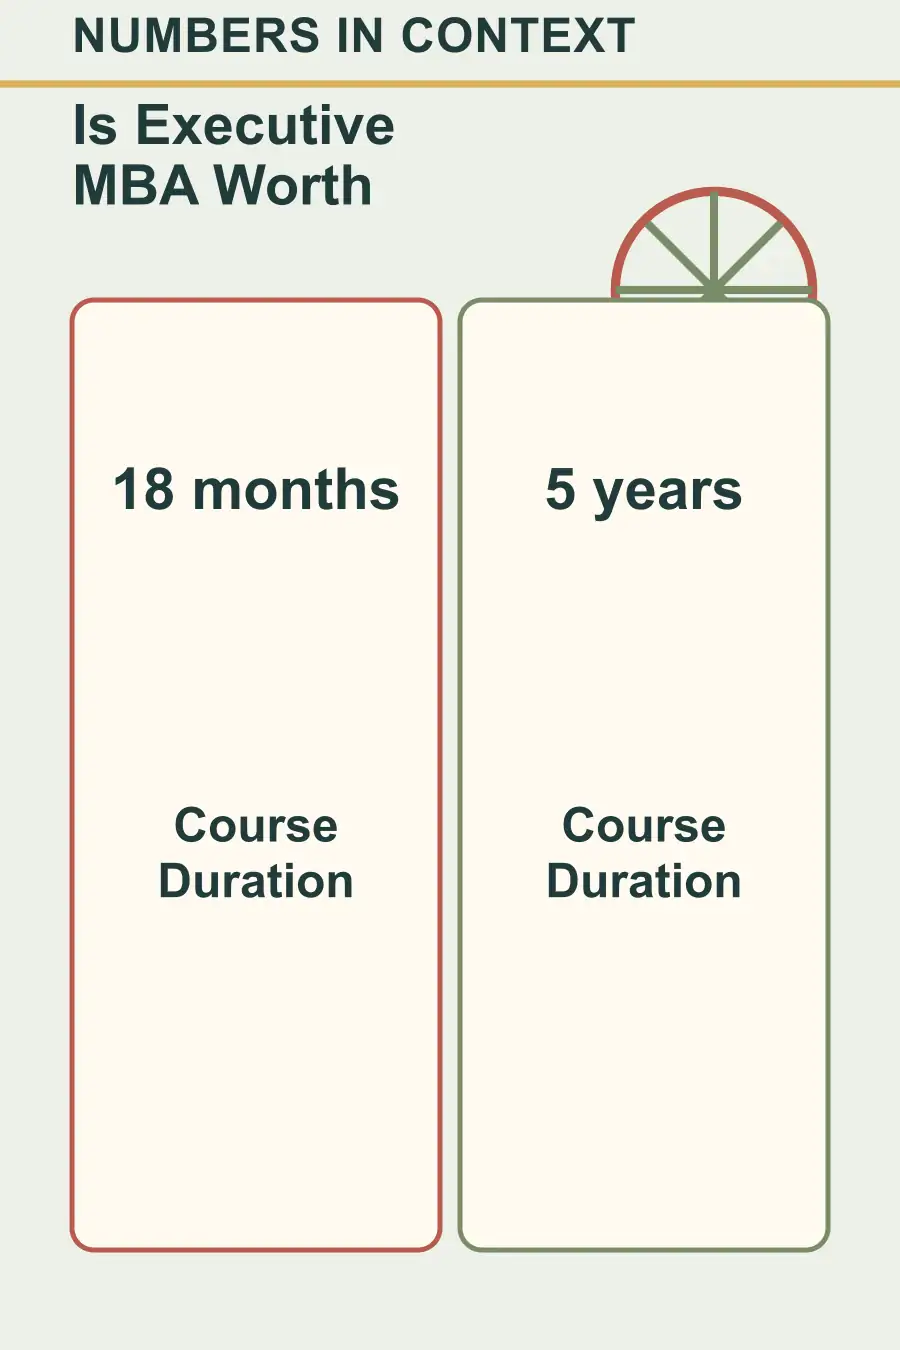 NUMBERS IN CONTEXT
Is Executive
MBA Worth
18 months
Course
Duration
5 years
Course
Duration